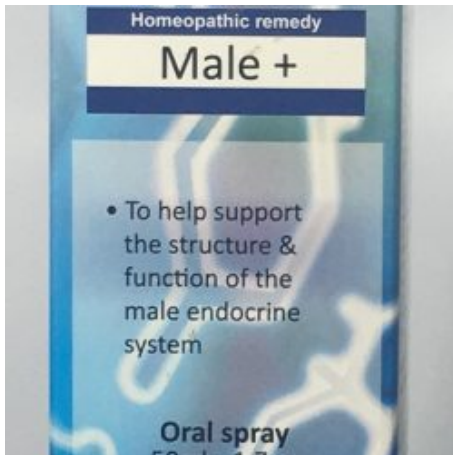 Homeopathic remedy
Male +
• To help support
the structure &
function of the
male endocrine
system
Oral spray